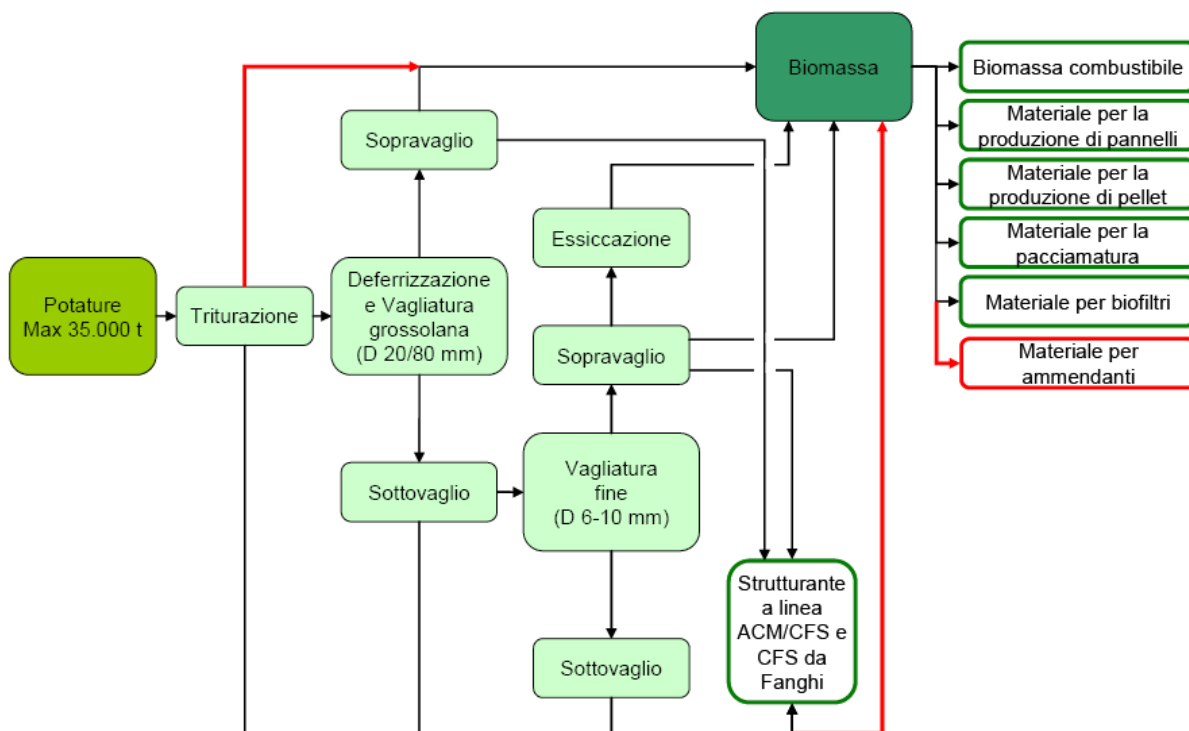 Biomassa
Biomassa combustibile
Materiale per la
produzione di pannelli
Sopravaglio
Materiale per la
produzione di pellet
Essiccazione
Materiale per la
pacciamatura
Potature
Max 35.000 t
Triturazione
Deferrizzazione
e Vagliatura
grossolana
(D 20/80 mm)
Materiale per biofiltri
Sopravaglio
Materiale per
ammendanti
Sottovaglio
Vagliatura
fine
(D 6-10 mm)
Strutturante
a linea
ACM/CFS e
CFS da
Fanghi
Sottovaglio